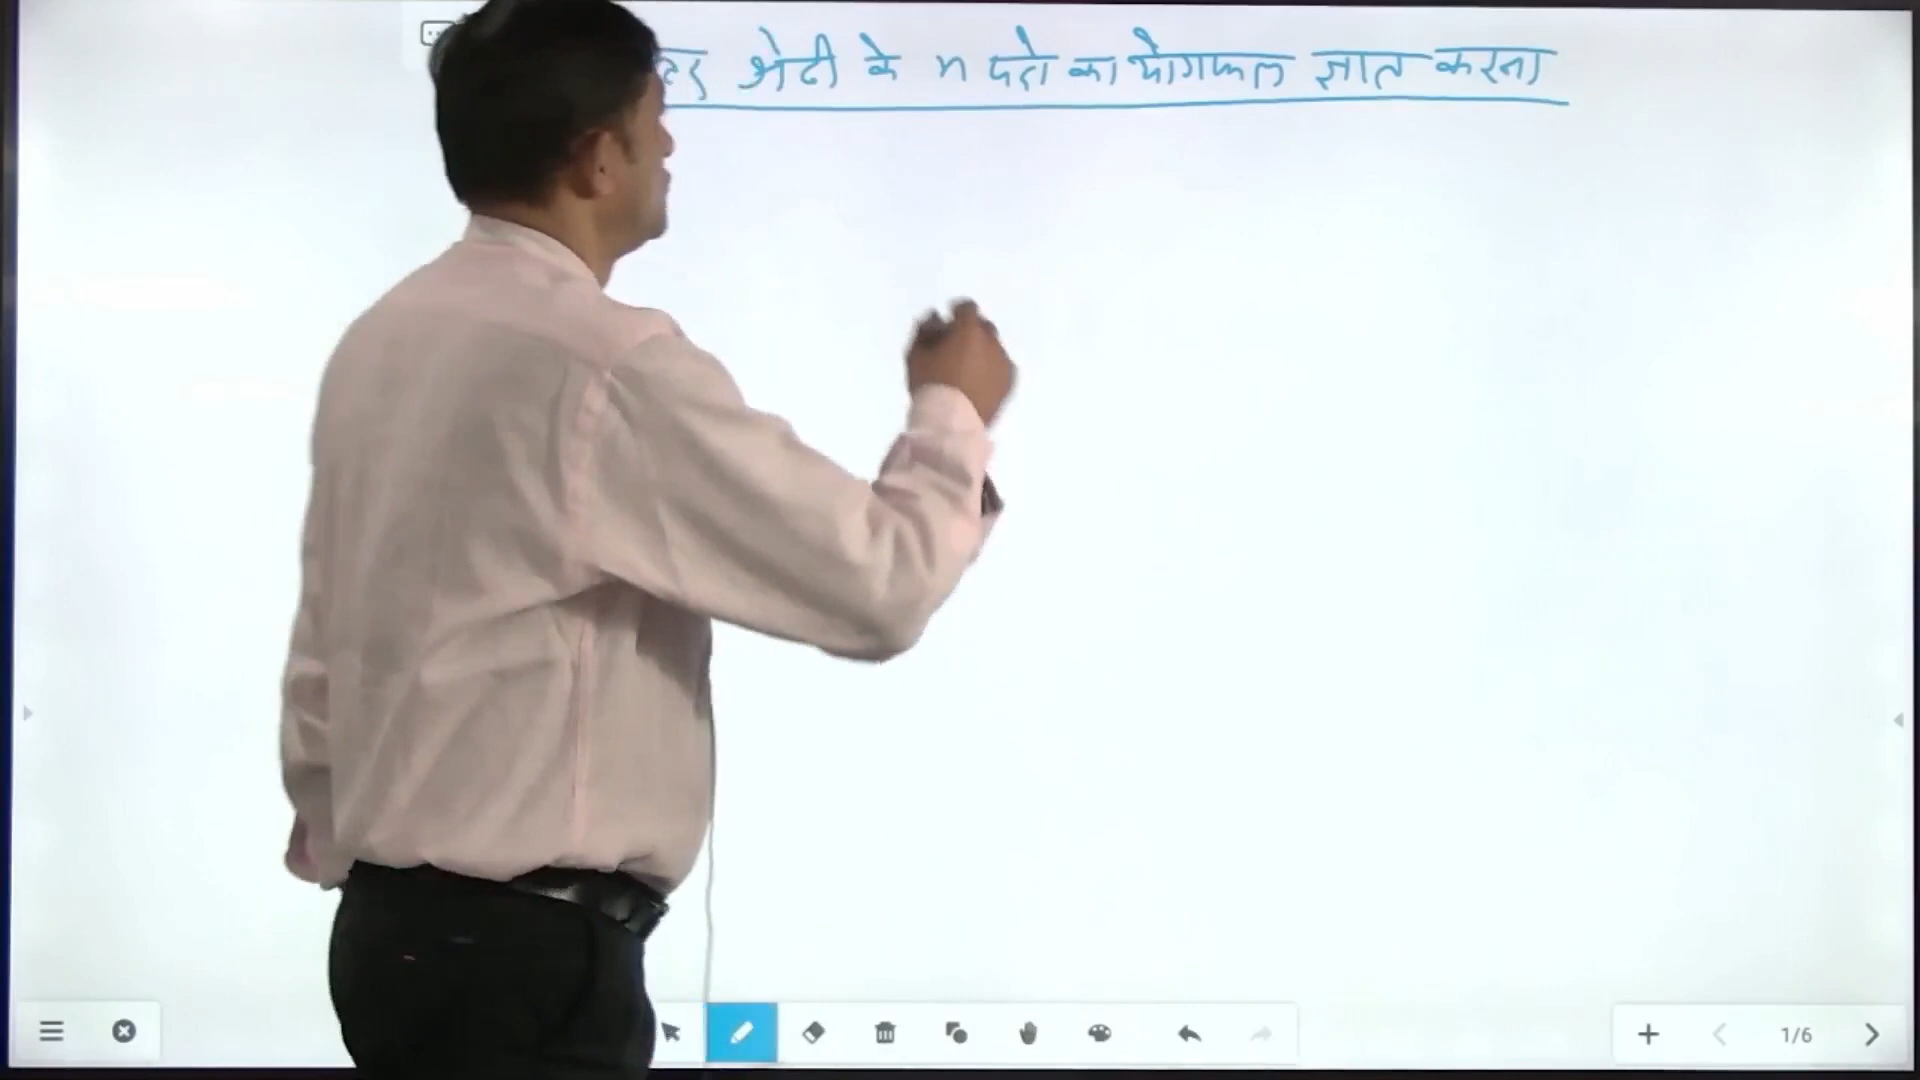 श्रेढी के n पदो का योगफल ज्ञात करना
1/6